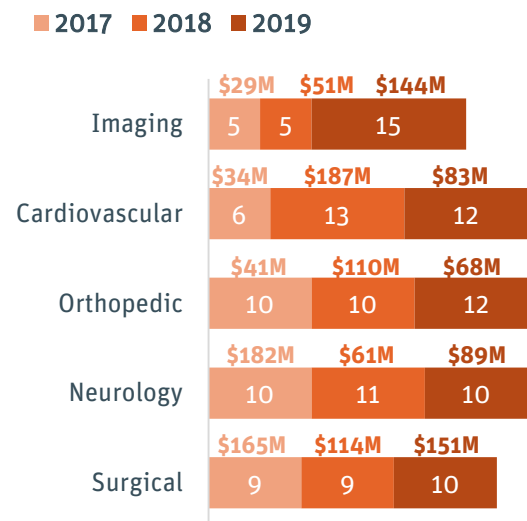 2017 2018 2019
$29M $51M $144M
Imaging 5 5 15
$34M $187M $83M
Cardiovascular 6 13 12
$41M $110M $68M
Orthopedic 10 10 12
$182M $61M $89M
Neurology 10 11 10
$165M $114M $151M
Surgical 9 9 10